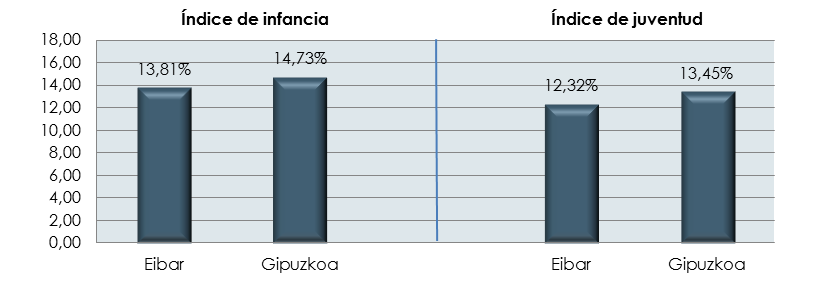 Índice de infancia
Índice de juventud
18,00
16,00
14,00
12,00
10,00
8,00
6,00
4,00
2,00
0,00
13,81%
14,73%
12,32%
13,45%
Eibar
Gipuzkoa
Eibar
Gipuzkoa